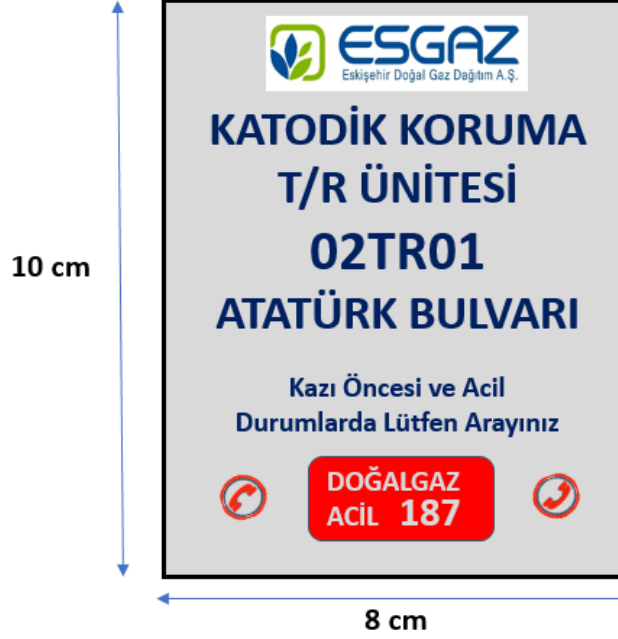 ESGAZ
Eskişehir Doğal Gaz Dağıtım A.Ş.
KATODİK KORUMA
T/R ÜNİTESİ
02TR01
ATATÜRK BULVARI
10 cm
Kazı Öncesi ve Acil
Durumlarda Lütfen Arayınız
DOĞALGAZ
ACİL 187
8 cm